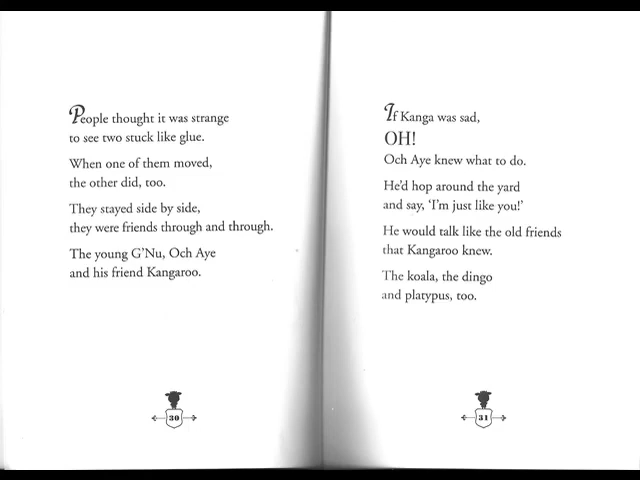 People thought it was strange
to see two stuck like glue.
When one of them moved,
the other did, too.
They stayed side by side,
they were friends through and through.
The young G'Nu, Och Aye
and his friend Kangaroo.
30
If Kanga was sad,
OH!
Och Aye knew what to do.
He'd hop around the yard
and say, 'I'm just like you!'
He would talk like the old friends
that Kangaroo knew.
The koala, the dingo
and platypus, too.
31